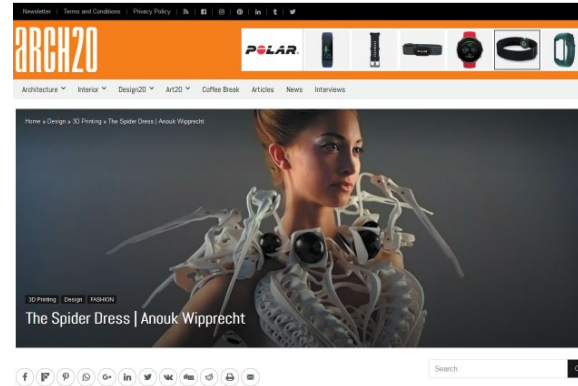 Newsletter | Terms and Conditions | Privacy Policy
ARCH20
POLAR.
Architecture Interior Design20 Art20 Coffee Break Articles News Interviews
Home » Design » 3D Printing » The Spider Dress | Anouk Wipprecht
3D Printing Design FASHION
The Spider Dress | Anouk Wipprecht
Search